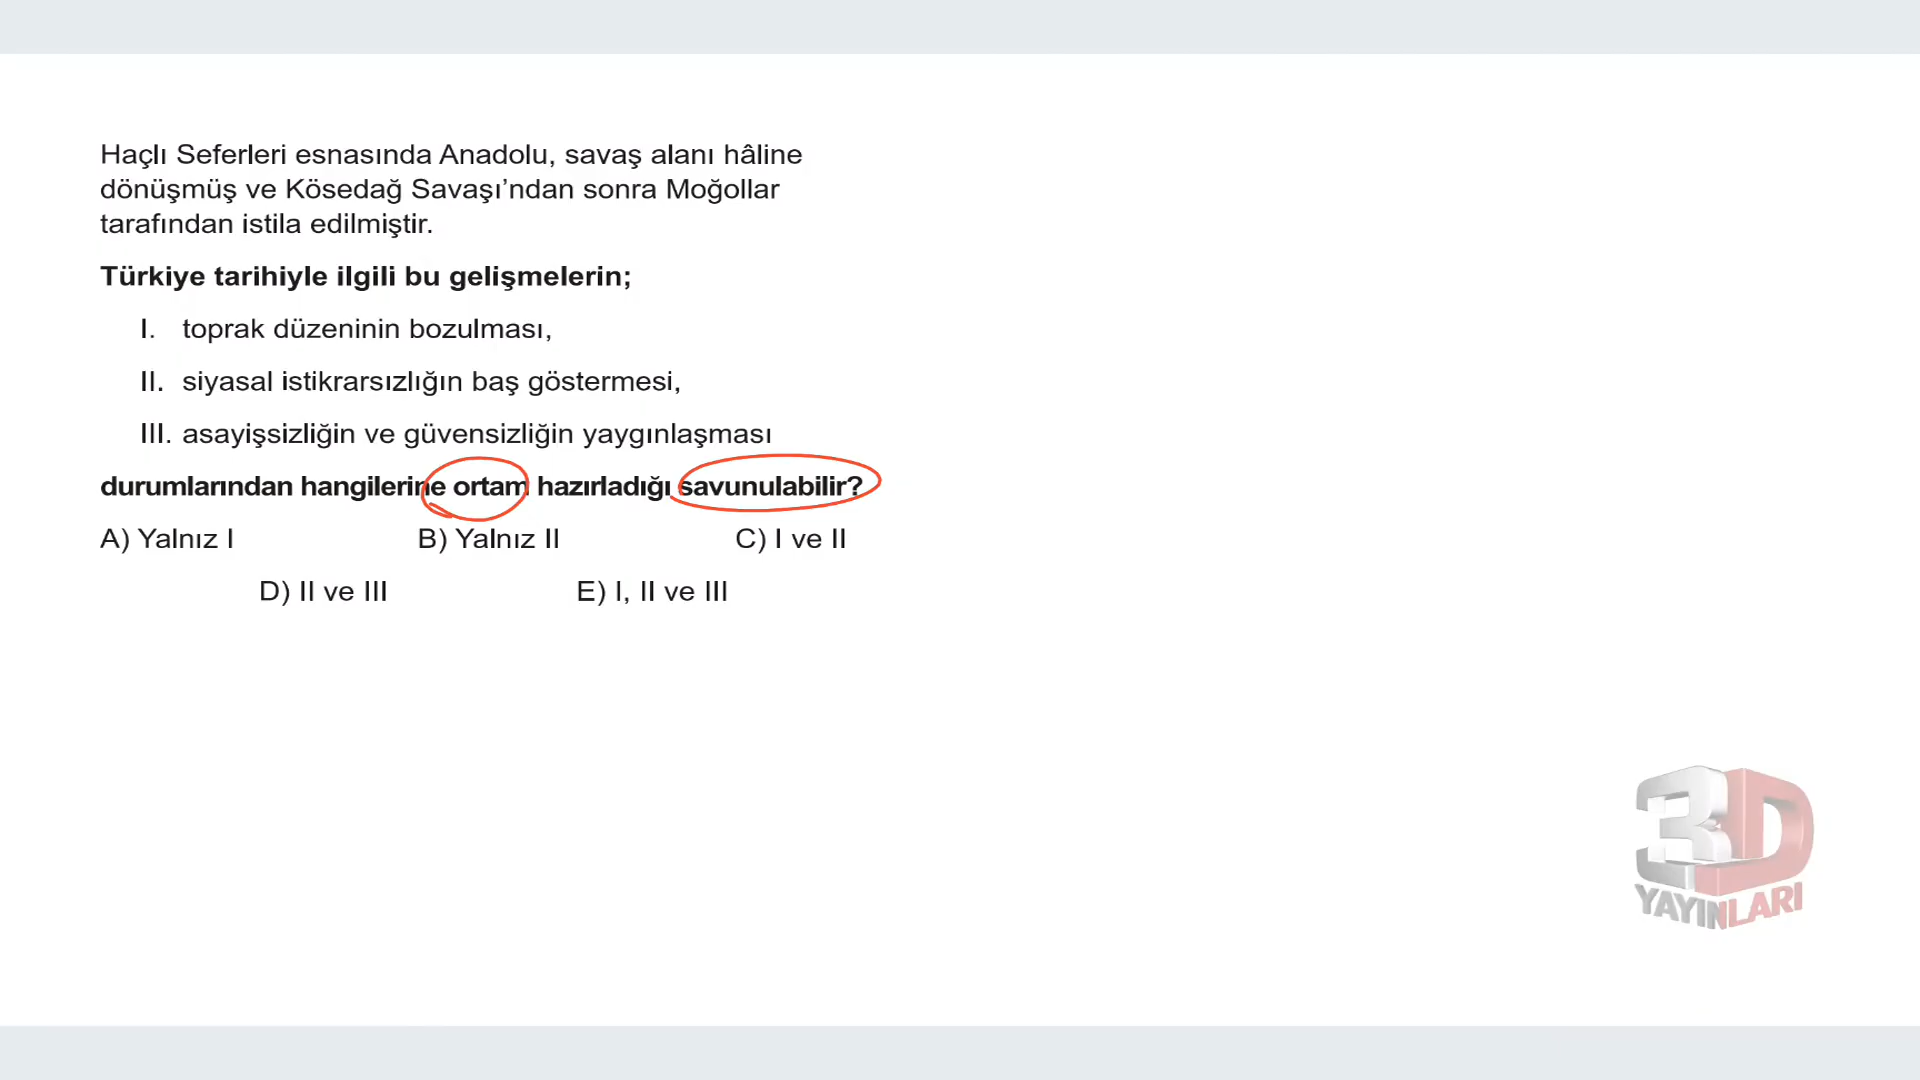 Haçlı Seferleri esnasında Anadolu, savaş alanı hâline
dönüşmüş ve Kösedağ Savaşı’ndan sonra Moğollar
tarafından istila edilmiştir.
Türkiye tarihiyle ilgili bu gelişmelerin;
I. toprak düzeninin bozulması,
II. siyasal istikrarsızlığın baş göstermesi,
III. asayişsizliğin ve güvensizliğin yaygınlaşması
durumlarından hangilerine ortam hazırladığı savunulabilir?
A) Yalnız I B) Yalnız II C) I ve II
D) II ve III E) I, II ve III
3D
YAYINLARI